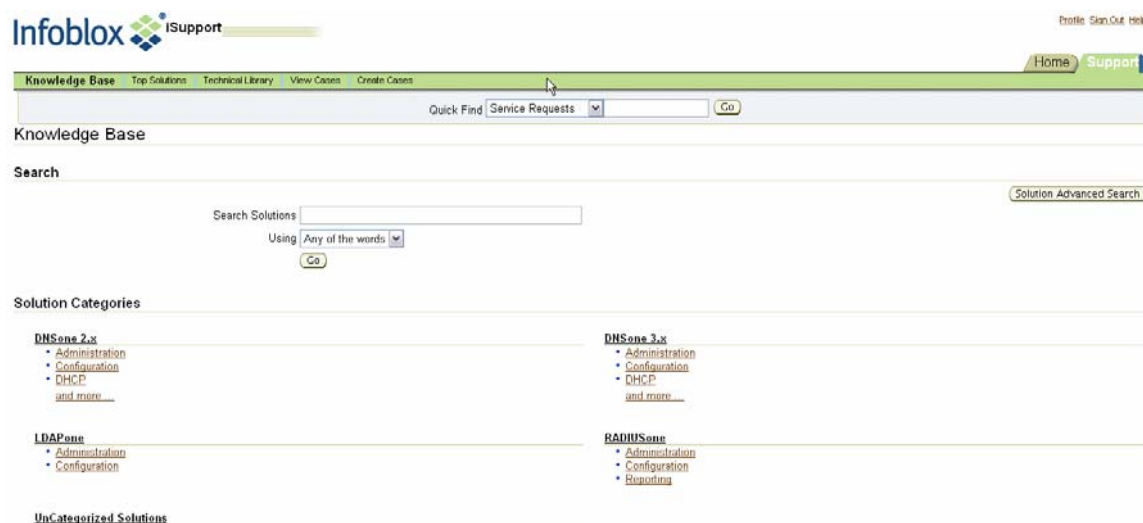 Infoblox iSupport
Profile Sign Out Hel
Home Support
Knowledge Base Top Solutions Technical Library View Cases Create Cases
Quick Find Service Requests Go
Knowledge Base
Search
Solution Advanced Search
Search Solutions
Using Any of the words
Go
Solution Categories
DNSone 2.x
Administration
Configuration
DHCP
and more ....
DNSone 3.x
Administration
Configuration
DHCP
and more ....
LDAPone
Administration
Configuration
RADIUSone
Administration
Configuration
Reporting
UnCategorized Solutions